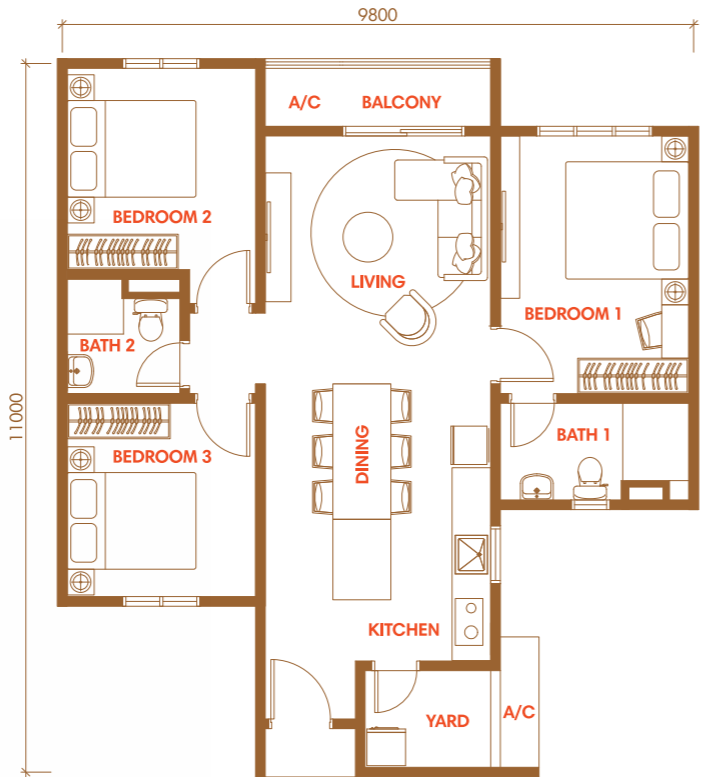 9800
A/C BALCONY
BEDROOM 2
LIVING
BEDROOM 1
BATH 2
11000
BATH 1
BEDROOM 3
DINING
KITCHEN
YARD
A/C